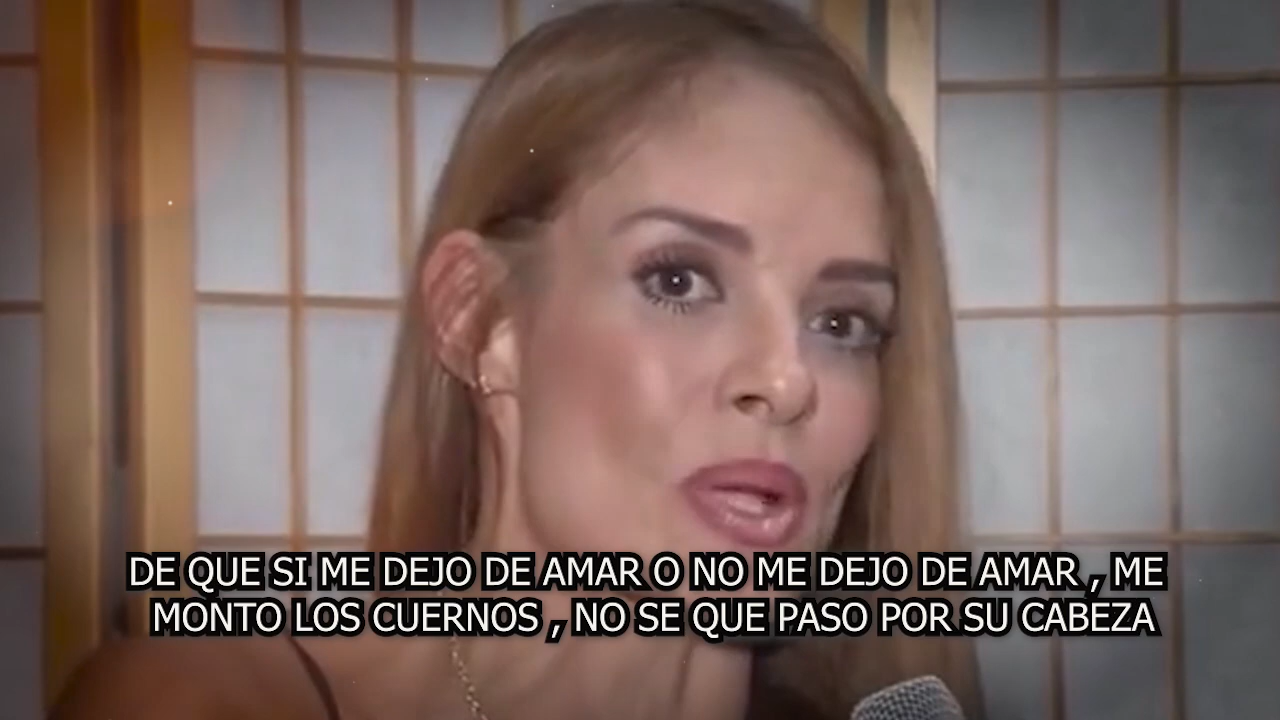 DE QUE SI ME DEJO DE AMAR O NO ME DEJO DE AMAR , ME
MONTO LOS CUERNOS , NO SE QUE PASO POR SU CABEZA